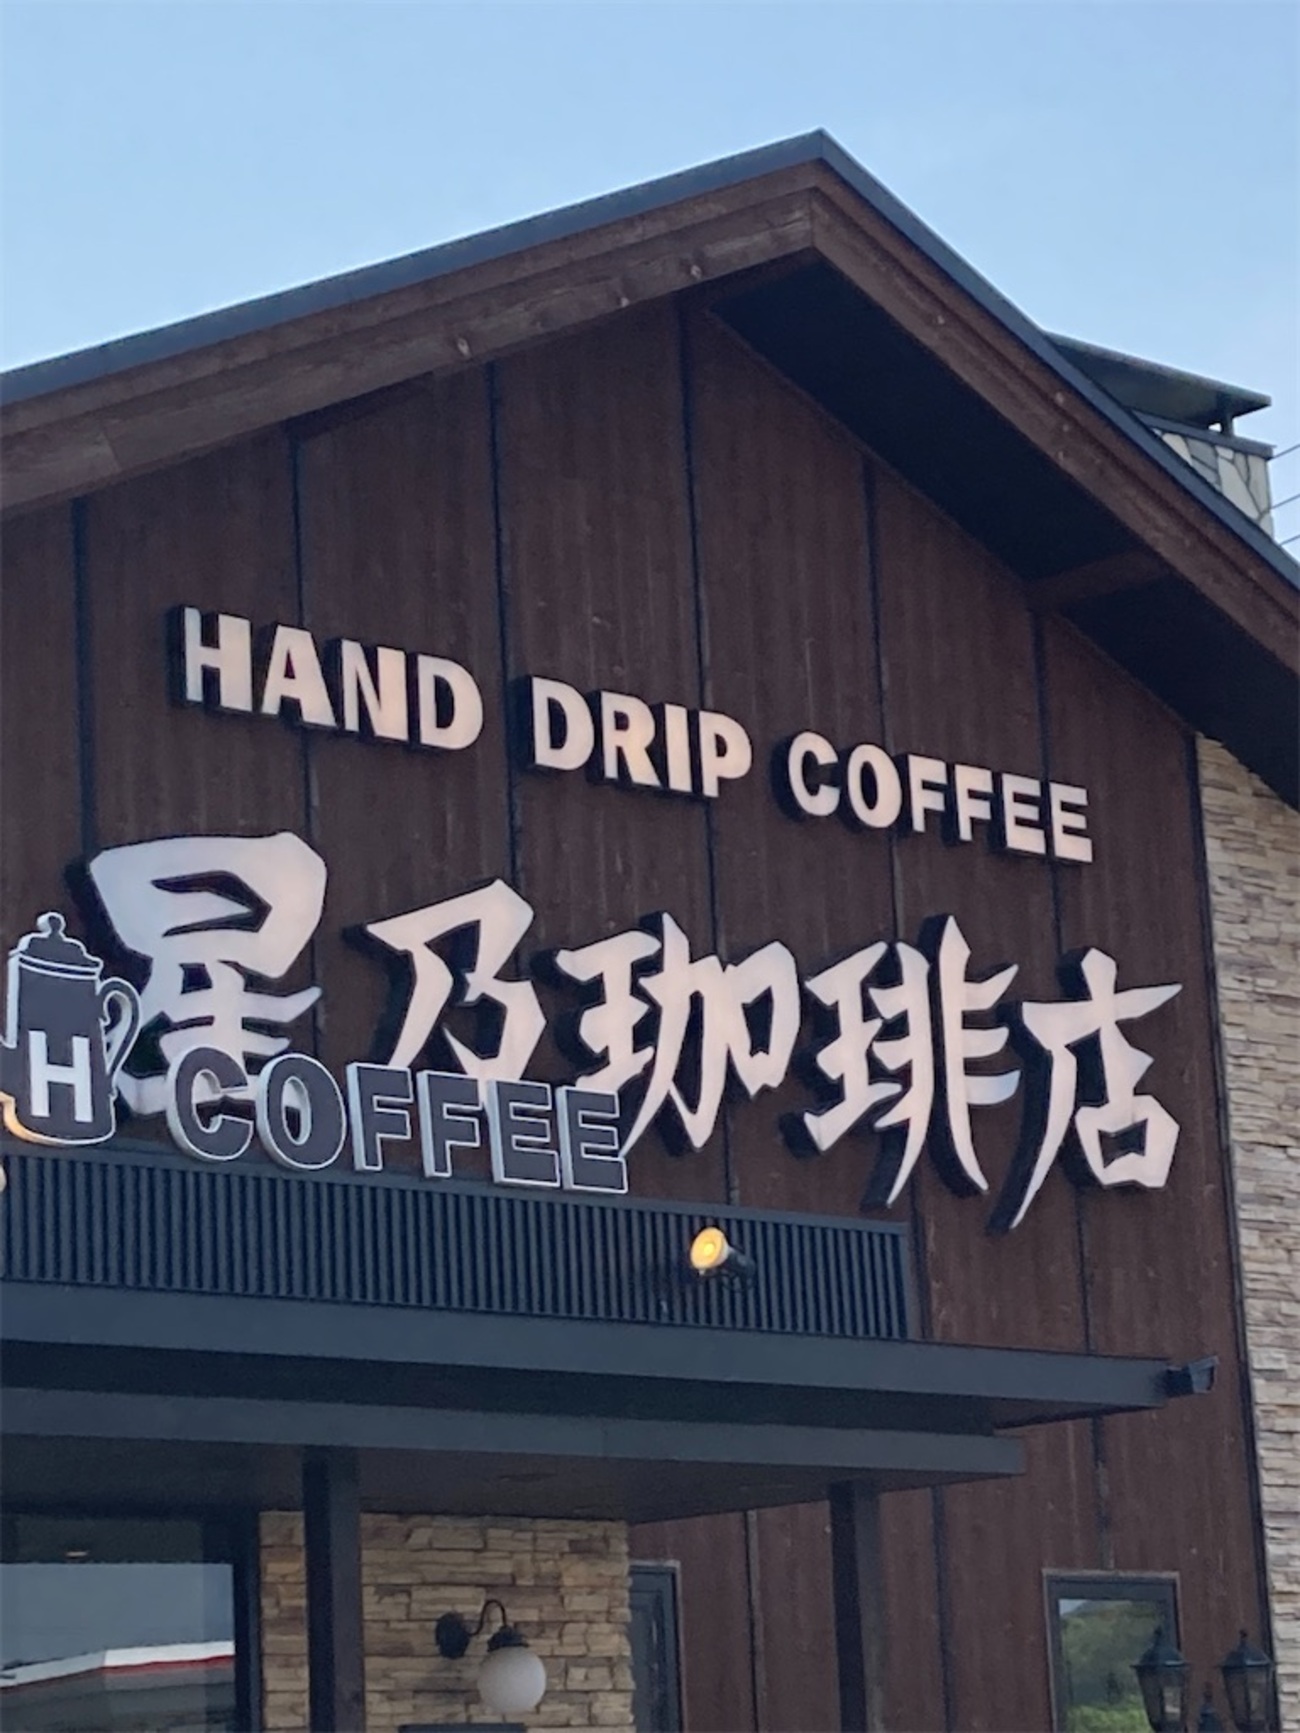 HAND DRIP COFFEE
星乃珈琲店
H COFFEE